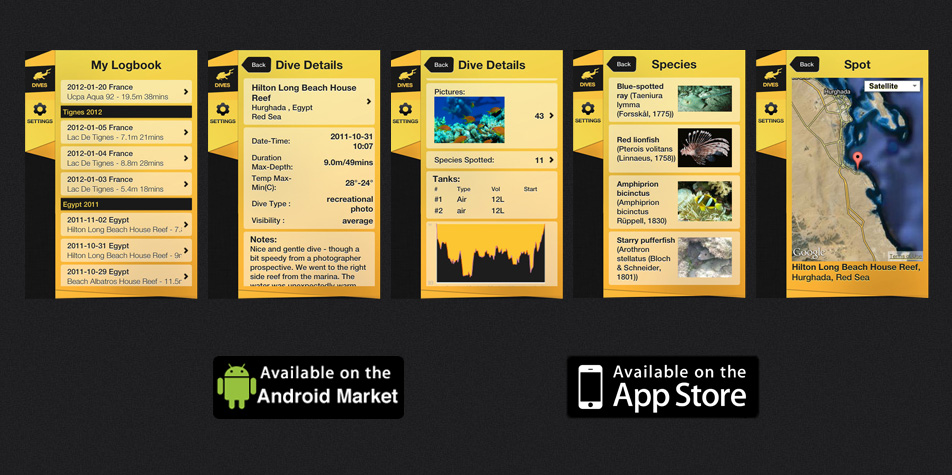 DIVES
SETTINGS
My Logbook
2012-01-20 France
Ucpa Aqua 92 - 19.5m 38mins
Tignes 2012
2012-01-05 France
Lac De Tignes - 7.1m 21mins
2012-01-04 France
Lac De Tignes - 8.8m 28mins
2012-01-03 France
Lac De Tignes - 5.4m 18mins
Egypt 2011
2011-11-02 Egypt
Hilton Long Beach House Reef - 7.
2011-10-31 Egypt
Hilton Long Beach House Reef - 9
2011-10-29 Egypt
Beach Albatros House Reef - 11.5
DIVES
SETTINGS
Back
Dive Details
Hilton Long Beach House
Reef
Hurghada , Egypt
Red Sea
Date-Time: 2011-10-31
10:07
Duration
Max-Depth: 9.0m/49mins
Temp Max-
Min(C): 28°-24°
Dive Type : recreational
photo
Visibility : average
Notes:
Nice and gentle dive - though a
bit speedy from a photographer
prospective. We went to the right
side reef from the marina. The
water was unexpectedly warm
DIVES
SETTINGS
Back
Dive Details
Pictures:
43
Species Spotted: 11
Tanks:
# Type Vol Start
#1 Air 12L
#2 air 12L
DIVES
SETTINGS
Back
Species
Blue-spotted
ray (Taeniura
lymma
(Forsskål, 1775))
Red lionfish
(Pterois volitans
(Linnaeus, 1758))
Amphiprion
bicinctus
(Amphiprion
bicinctus
Rüppell, 1830)
Starry pufferfish
(Arothron
stellatus (Bloch
& Schneider,
1801))
DIVES
SETTINGS
Back
Spot
Satellite
Hurghada
Google
Terms of Use
Hilton Long Beach House Reef,
Hurghada, Red Sea
Available on the
Android Market
Available on the
App Store